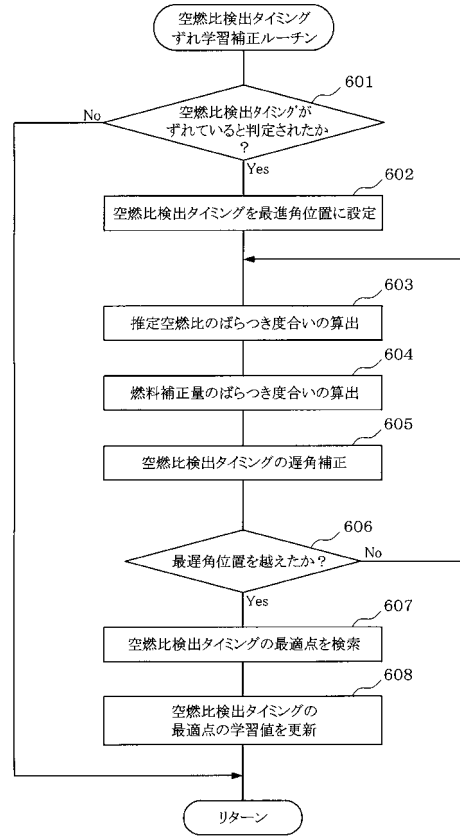 空燃比検出タイミング
ずれ学習補正ルーチン
601
空燃比検出タイミングが
ずれていると判定されたか
?
No
Yes
602
空燃比検出タイミングを最進角位置に設定
603
推定空燃比のばらつき度合いの算出
604
燃料補正量のばらつき度合いの算出
605
空燃比検出タイミングの遅角補正
606
最遅角位置を越えたか?
No
Yes
607
空燃比検出タイミングの最適点を検索
608
空燃比検出タイミングの
最適点の学習値を更新
リターン